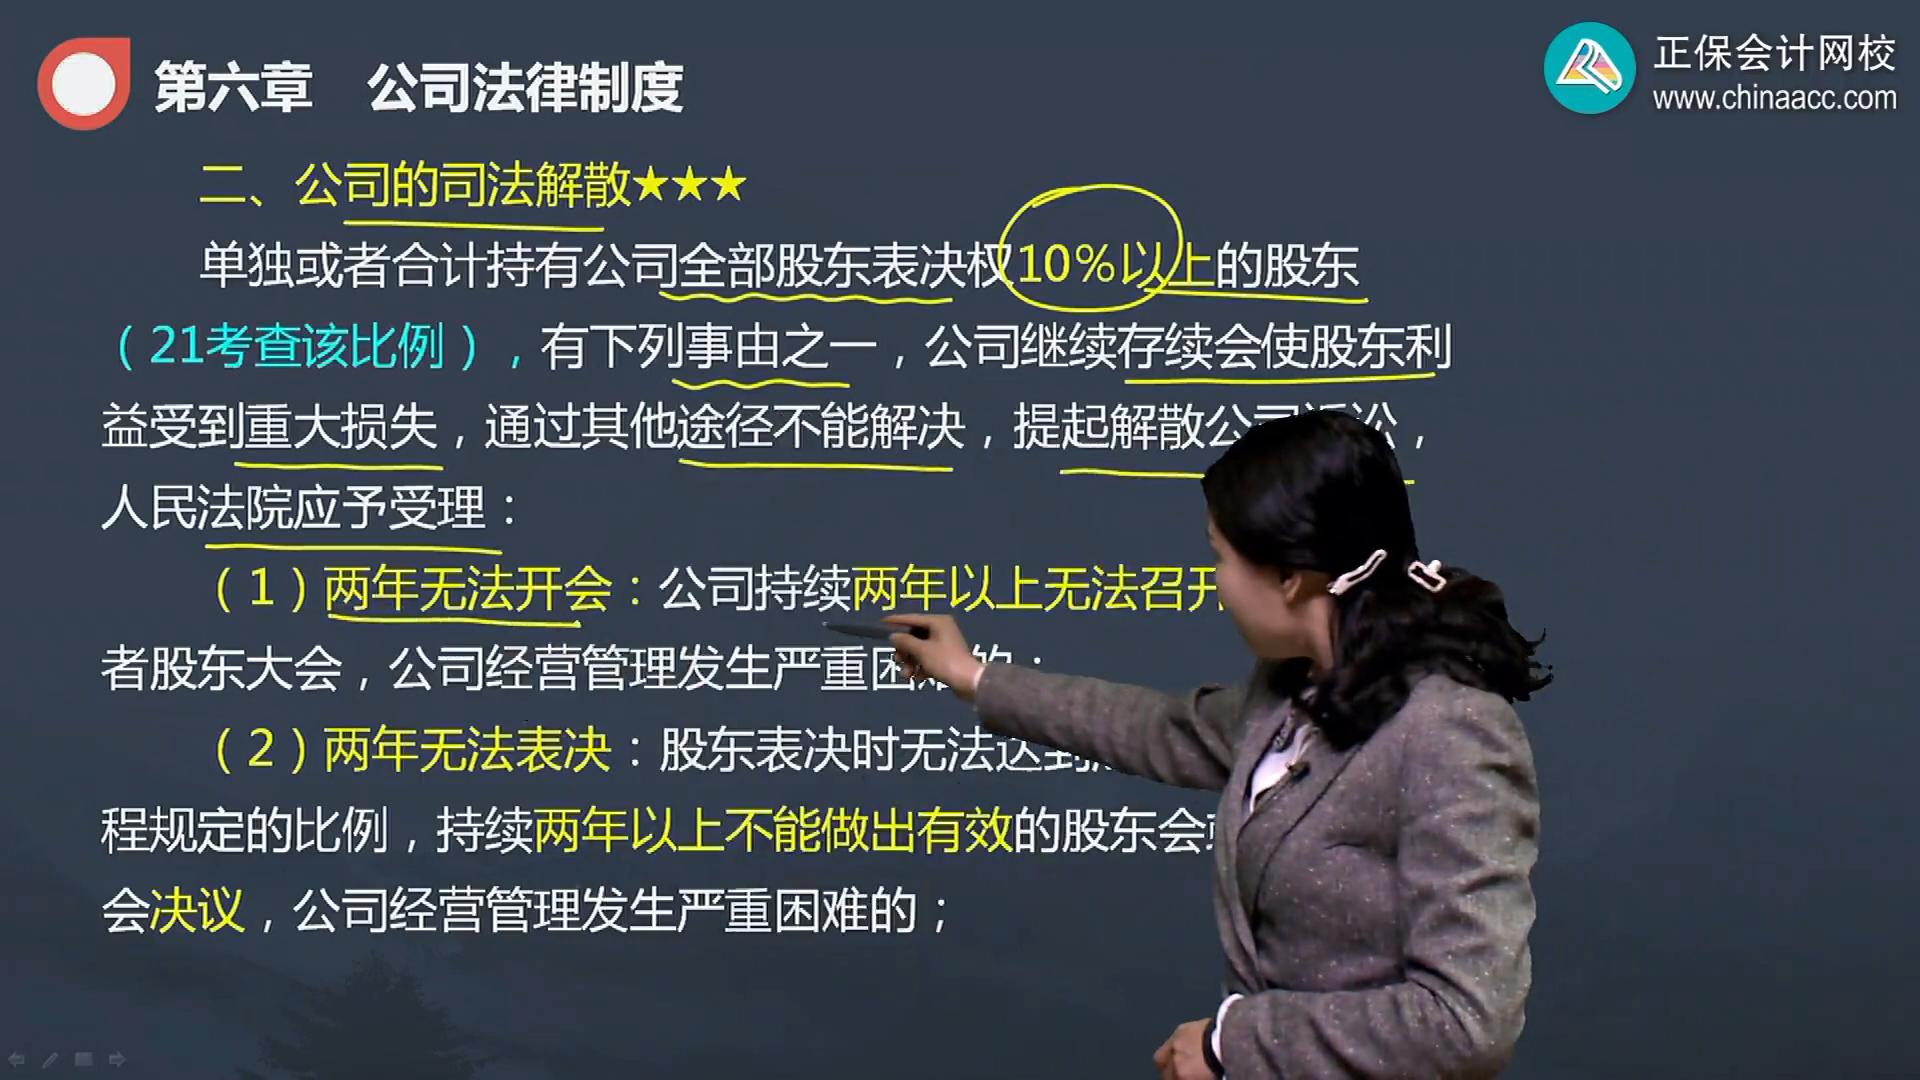 第六章 公司法律制度
正保会计网校
www.chinaacc.com
二、公司的司法解散★★★
单独或者合计持有公司全部股东表决权10%以上的股东
（21考查该比例），有下列事由之一，公司继续存续会使股东利
益受到重大损失，通过其他途径不能解决，提起解散公司诉讼，
人民法院应予受理：
（1）两年无法开会：公司持续两年以上无法召开
者股东大会，公司经营管理发生严重困难的；
（2）两年无法表决：股东表决时无法达到
程规定的比例，持续两年以上不能做出有效的股东会
会决议，公司经营管理发生严重困难的；